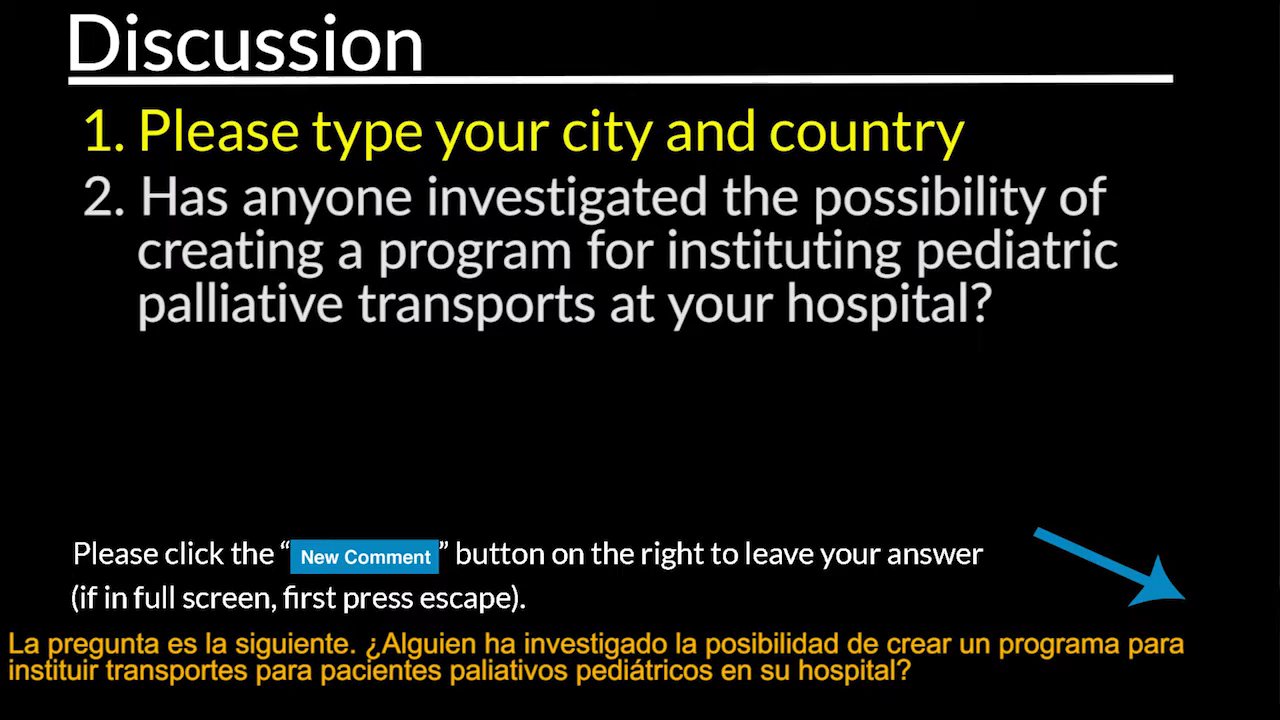 Discussion
1. Please type your city and country
2. Has anyone investigated the possibility of
creating a program for instituting pediatric
palliative transports at your hospital?
Please click the “New Comment” button on the right to leave your answer
(if in full screen, first press escape).
La pregunta es la siguiente. ¿Alguien ha investigado la posibilidad de crear un programa para
instituir transportes para pacientes paliativos pediátricos en su hospital?